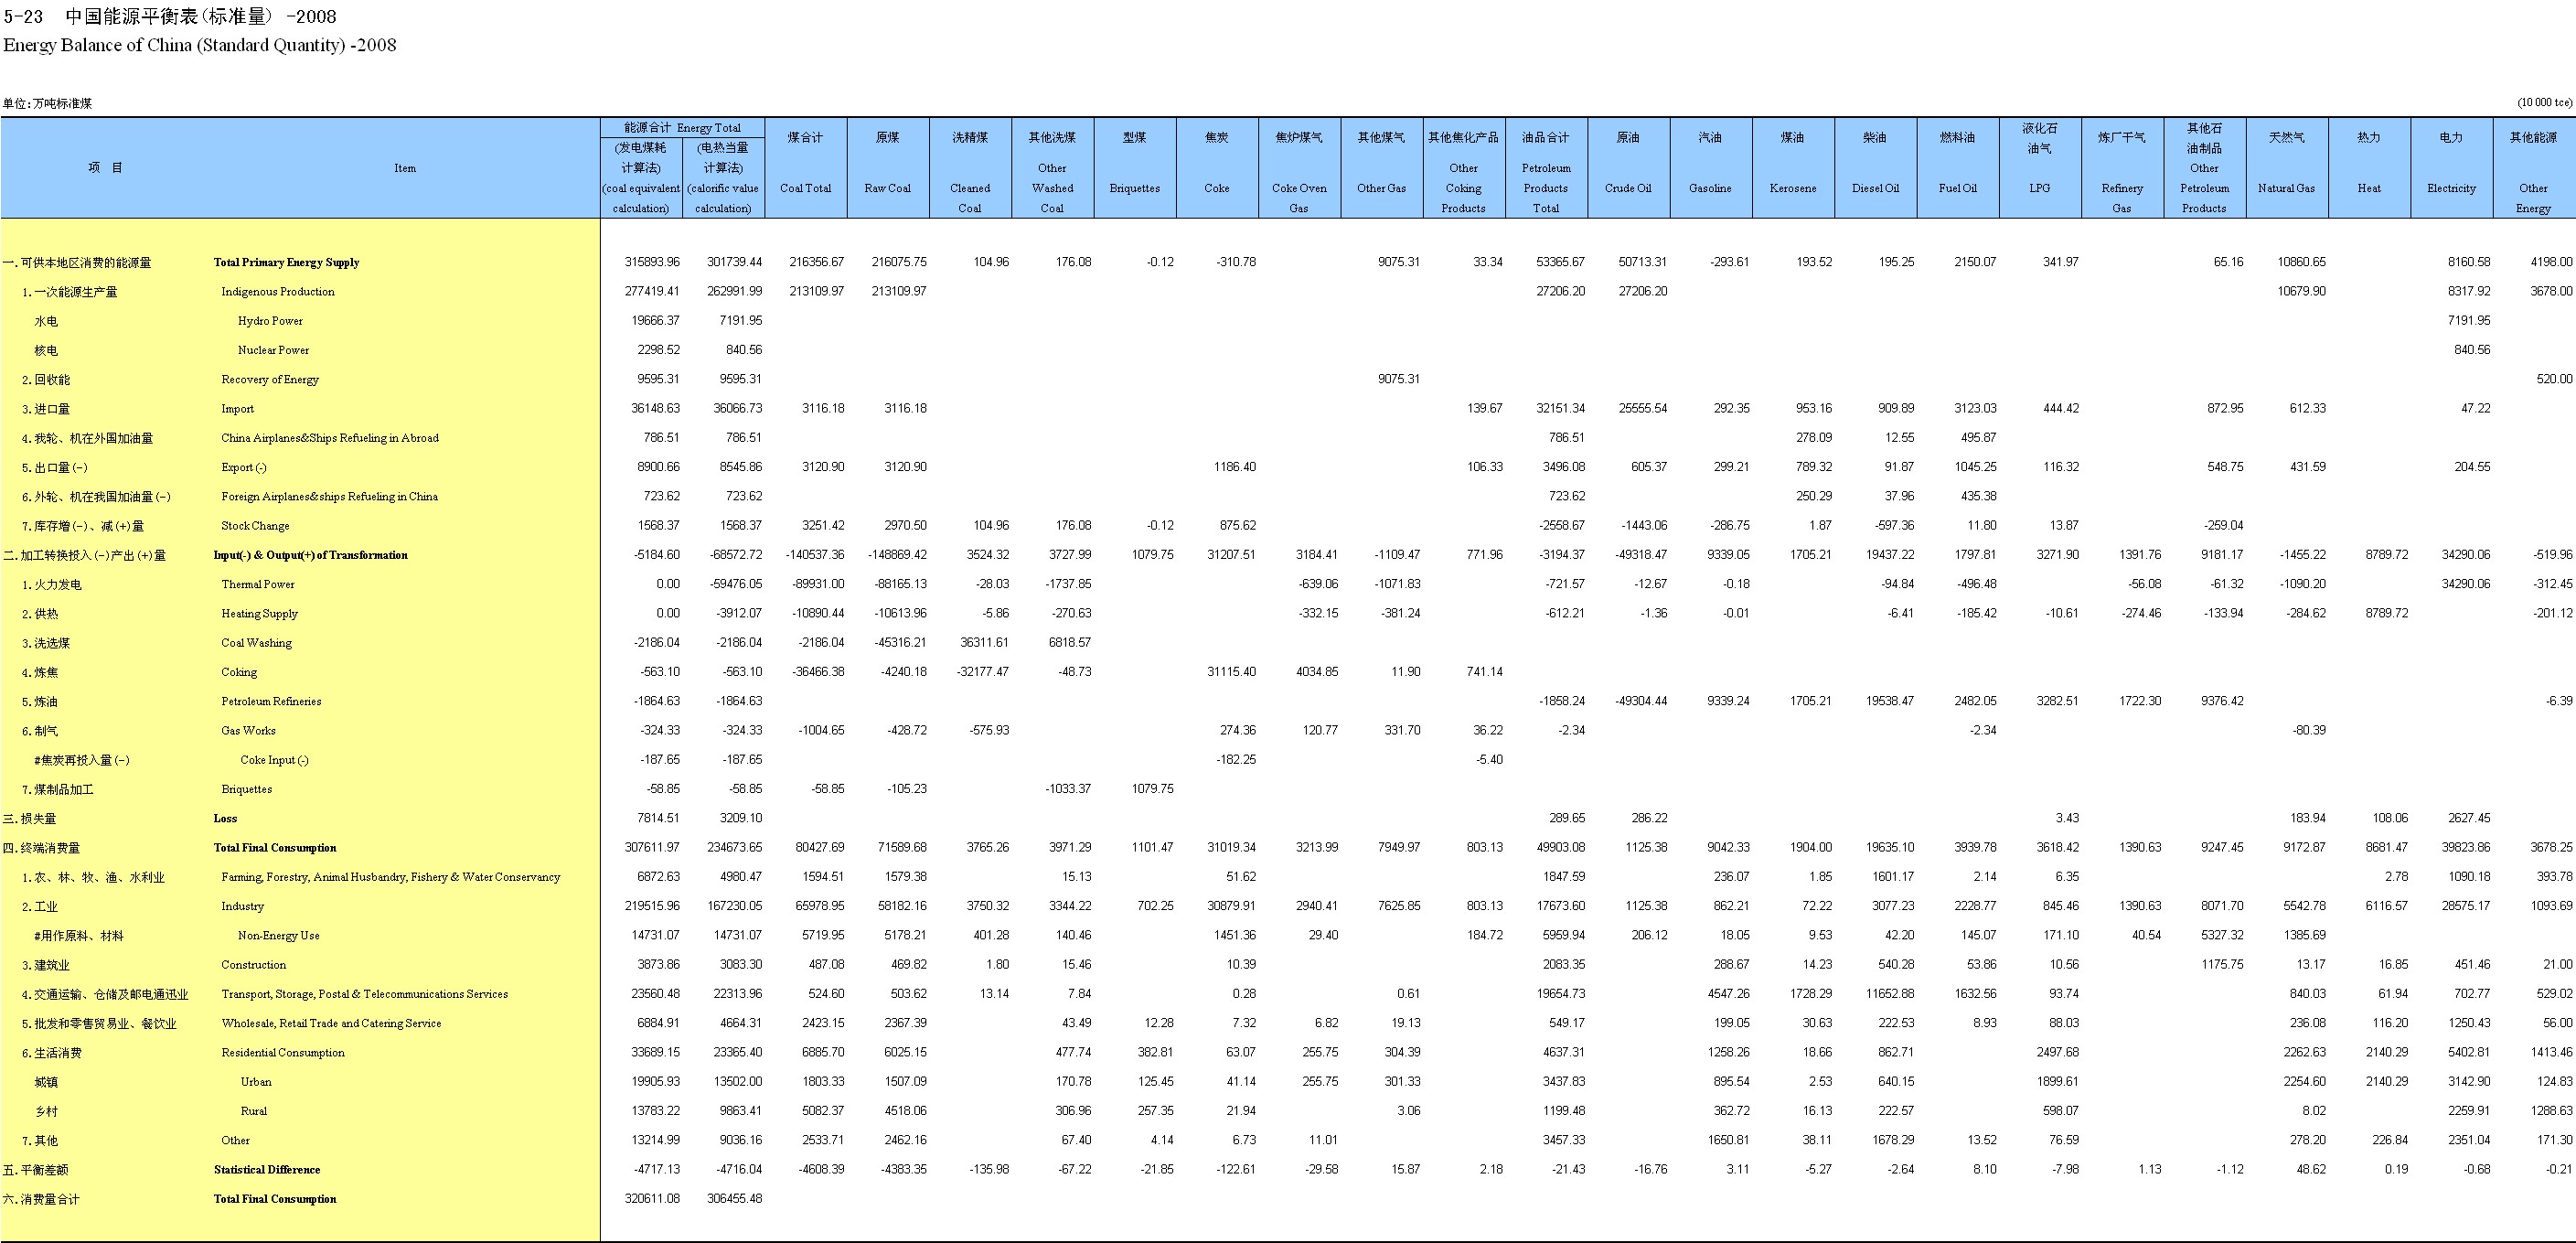 5-23 中国能源平衡表(标准量) -2008
Energy Balance of China (Standard Quantity) -2008
单位:万吨标准煤 (10 000 tce)
能源合计 Energy Total
项 目 Item (发电煤耗计算法) (coal equivalent calculation) (电热当量计算法) (calorific value calculation) 煤合计 Coal Total 原煤 Raw Coal 洗精煤 Cleaned Coal 其他洗煤 Other Washed Coal 型煤 Briquettes 焦炭 Coke 焦炉煤气 Coke Oven Gas 其他煤气 Other Gas 其他焦化产品 Other Coking Products 油品合计 Petroleum Products Total 原油 Crude Oil 汽油 Gasoline 煤油 Kerosene 柴油 Diesel Oil 燃料油 Fuel Oil 液化石油气 LPG 炼厂干气 Refinery Gas 其他石油制品 Other Petroleum Products 天然气 Natural Gas 热力 Heat 电力 Electricity 其他能源 Other Energy
一.可供本地区消费的能源量 Total Primary Energy Supply 315893.96 301739.44 216356.67 216075.75 104.96 176.08 -0.12 -310.78 9075.31 33.34 53365.67 50713.31 -293.61 193.52 195.25 2150.07 341.97 65.16 10860.65 8160.58 4198.00
1.一次能源生产量 Indigenous Production 277419.41 262991.99 213109.97 213109.97 27206.20 27206.20 10679.90 8317.92 3678.00
水电 Hydro Power 19666.37 7191.95 7191.95
核电 Nuclear Power 2298.52 840.56 840.56
2.回收能 Recovery of Energy 9595.31 9595.31 9075.31 520.00
3.进口量 Import 36148.63 36066.73 3116.18 3116.18 139.67 32151.34 25555.54 292.35 953.16 909.89 3123.03 444.42 872.95 612.33 47.22
4.我轮、机在外国加油量 China Airplanes&Ships Refueling in Abroad 786.51 786.51 786.51 278.09 12.55 495.87
5.出口量(-) Export (-) 8900.66 8545.86 3120.90 3120.90 1186.40 106.33 3496.08 605.37 299.21 789.32 91.87 1045.25 116.32 548.75 431.59 204.55
6.外轮、机在我国加油量(-) Foreign Airplanes&ships Refueling in China 723.62 723.62 723.62 250.29 37.96 435.38
7.库存增(-)、减(+)量 Stock Change 1568.37 1568.37 3251.42 2970.50 104.96 176.08 -0.12 875.62 -2558.67 -1443.06 -286.75 1.87 -597.36 11.80 13.87 -259.04
二.加工转换投入(-)产出(+)量 Input(-) & Output(+) of Transformation -5184.60 -68572.72 -140537.36 -148869.42 3524.32 3727.99 1079.75 31207.51 3184.41 -1109.47 771.96 -3194.37 -49318.47 9339.05 1705.21 19437.22 1797.81 3271.90 1391.76 9181.17 -1455.22 8789.72 34290.06 -519.96
1.火力发电 Thermal Power 0.00 -59476.05 -89931.00 -88165.13 -28.03 -1737.85 -639.06 -1071.83 -721.57 -12.67 -0.18 -94.84 -496.48 -56.08 -61.32 -1090.20 34290.06 -312.45
2.供热 Heating Supply 0.00 -3912.07 -10890.44 -10613.96 -5.86 -270.63 -332.15 -381.24 -612.21 -1.36 -0.01 -6.41 -185.42 -10.61 -274.46 -133.94 -284.62 8789.72 -201.12
3.洗选煤 Coal Washing -2186.04 -2186.04 -2186.04 -45316.21 36311.61 6818.57
4.炼焦 Coking -563.10 -563.10 -36466.38 -4240.18 -32177.47 -48.73 31115.40 4034.85 11.90 741.14
5.炼油 Petroleum Refineries -1864.63 -1864.63 -1858.24 -49304.44 9339.24 1705.21 19538.47 2482.05 3282.51 1722.30 9376.42 -6.39
6.制气 Gas Works -324.33 -324.33 -1004.65 -428.72 -575.93 274.36 120.77 331.70 36.22 -2.34 -2.34 -80.39
#焦炭再投入量(-) Coke Input (-) -187.65 -187.65 -182.25 -5.40
7.煤制品加工 Briquettes -58.85 -58.85 -58.85 -105.23 -1033.37 1079.75
三.损失量 Loss 7814.51 3209.10 289.65 286.22 3.43 183.94 108.06 2627.45
四.终端消费量 Total Final Consumption 307611.97 234673.65 80427.69 71589.68 3765.26 3971.29 1101.47 31019.34 3213.99 7949.97 803.13 49903.08 1125.38 9042.33 1904.00 19635.10 3939.78 3618.42 1390.63 9247.45 9172.87 8681.47 39823.86 3678.25
1.农、林、牧、渔、水利业 Farming, Forestry, Animal Husbandry, Fishery & Water Conservancy 6872.63 4980.47 1594.51 1579.38 15.13 51.62 1847.59 236.07 1.85 1601.17 2.14 6.35 2.78 1090.18 393.78
2.工业 Industry 219515.96 167230.05 65978.95 58182.16 3750.32 3344.22 702.25 30879.91 2940.41 7625.85 803.13 17673.60 1125.38 862.21 72.22 3077.23 2228.77 845.46 1390.63 8071.70 5542.78 6116.57 28575.17 1093.69
#用作原料、材料 Non-Energy Use 14731.07 14731.07 5719.95 5178.21 401.28 140.46 1451.36 29.40 184.72 5959.94 206.12 18.05 9.53 42.20 145.07 171.10 40.54 5327.32 1385.69
3.建筑业 Construction 3873.86 3083.30 487.08 469.82 1.80 15.46 10.39 2083.35 288.67 14.23 540.28 53.86 10.56 1175.75 13.17 16.85 451.46 21.00
4.交通运输、仓储及邮电通迅业 Transport, Storage, Postal & Telecommunications Services 23560.48 22313.96 524.60 503.62 13.14 7.84 0.28 0.61 19654.73 4547.26 1728.29 11652.88 1632.56 93.74 840.03 61.94 702.77 529.02
5.批发和零售贸易业、餐饮业 Wholesale, Retail Trade and Catering Service 6884.91 4664.31 2423.15 2367.39 43.49 12.28 7.32 6.82 19.13 549.17 199.05 30.63 222.53 8.93 88.03 236.08 116.20 1250.43 56.00
6.生活消费 Residential Consumption 33689.15 23365.40 6885.70 6025.15 477.74 382.81 63.07 255.75 304.39 4637.31 1258.26 18.66 862.71 2497.68 2262.63 2140.29 5402.81 1413.46
城镇 Urban 19905.93 13502.00 1803.33 1507.09 170.78 125.45 41.14 255.75 301.33 3437.83 895.54 2.53 640.15 1899.61 2254.60 2140.29 3142.90 124.83
乡村 Rural 13783.22 9863.41 5082.37 4518.06 306.96 257.35 21.94 3.06 1199.48 362.72 16.13 222.57 598.07 8.02 2259.91 1288.63
7.其他 Other 13214.99 9036.16 2533.71 2462.16 67.40 4.14 6.73 11.01 3457.33 1650.81 38.11 1678.29 13.52 76.59 278.20 226.84 2351.04 171.30
五.平衡差额 Statistical Difference -4717.13 -4716.04 -4608.39 -4383.35 -135.98 -67.22 -21.85 -122.61 -29.58 15.87 2.18 -21.43 -16.76 3.11 -5.27 -2.64 8.10 -7.98 1.13 -1.12 48.62 0.19 -0.68 -0.21
六.消费量合计 Total Final Consumption 320611.08 306455.48